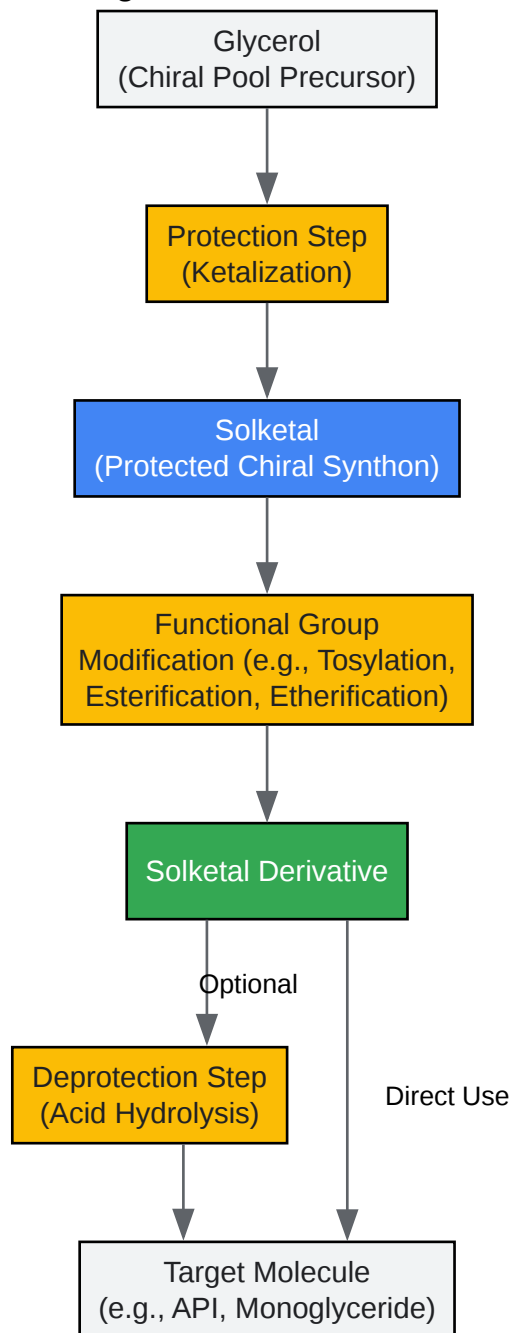 Glycerol
(Chiral Pool Precursor)
Protection Step
(Ketalization)
Solketal
(Protected Chiral Synthon)
Functional Group
Modification (e.g., Tosylation,
Esterification, Etherification)
Solketal Derivative
Optional
Deprotection Step
(Acid Hydrolysis)
Direct Use
Target Molecule
(e.g., API, Monoglyceride)